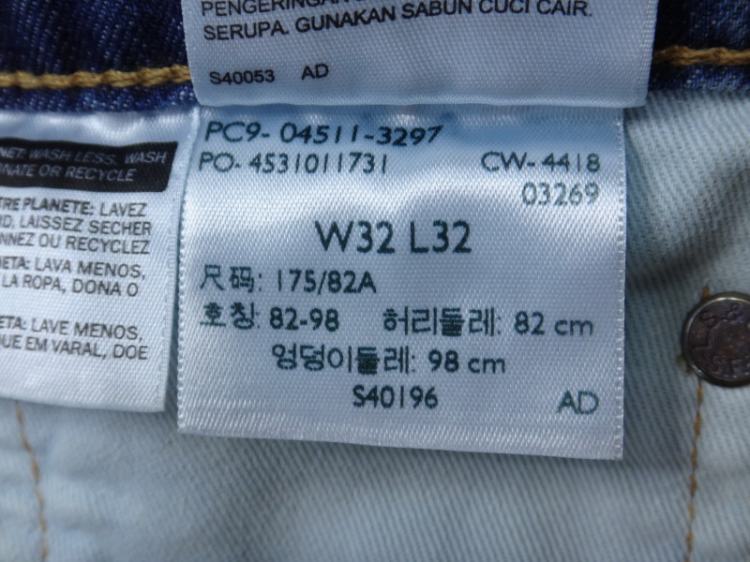 PENGERINGAN
SERUPA. GUNAKAN SABUN CUCI CAIR.
S40053 AD
NET: WASH LESS, WASH
NATE OR RECYCLE
TRE PLANETE: LAVEZ
RD, LAISSEZ SECHER
NNEZ OU RECYCLEZ
ETA: LAVA MENOS,
LA ROPA, DONA O
ETA: LAVE MENOS,
QUE EM VARAL, DOE
PC9- 04511-3297
PO- 4531011731 CW- 4418
03269
W32 L32
尺码: 175/82A
호칭: 82-98 허리둘레: 82 cm
엉덩이둘레: 98 cm
S40196 AD